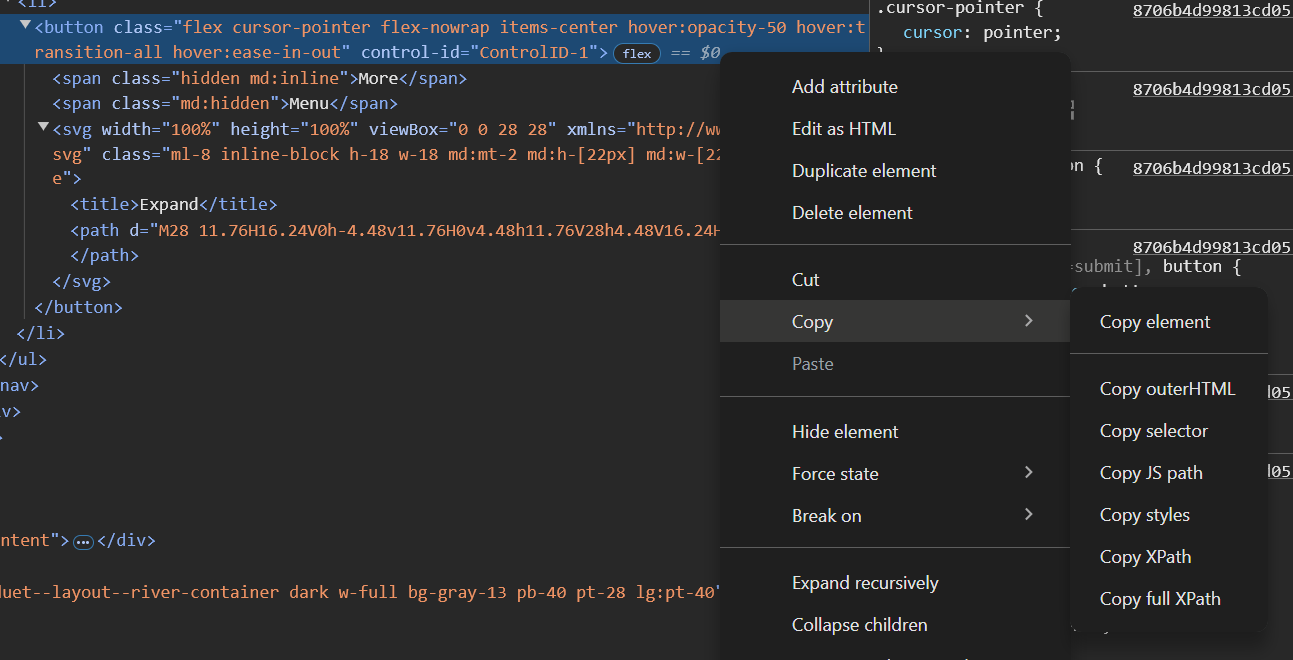 <li>
<button class="flex cursor-pointer flex-nowrap items-center hover:opacity-50 hover:t
ransition-all hover:ease-in-out" control-id="ControlID-1"> flex == $0
<span class="hidden md:inline">More</span>
<span class="md:hidden">Menu</span>
<svg width="100%" height="100%" viewBox="0 0 28 28" xmlns="http://ww
svg" class="ml-8 inline-block h-18 w-18 md:mt-2 md:h-[22px] md:w-[22
e">
<title>Expand</title>
<path d="M28 11.76H16.24V0h-4.48v11.76H0v4.48h11.76V28h4.48V16.24H
</path>
</svg>
</button>
</li>
</ul>
nav>
iv>
>
ntent"> ... </div>
uet--layout--river-container dark w-full bg-gray-13 pb-40 pt-28 lg:pt-40"
.cursor-pointer { 8706b4d99813cd05
cursor: pointer;
}
8706b4d99813cd05
on { 8706b4d99813cd05
8706b4d99813cd05
=submit], button {
d05
d05
Add attribute
Edit as HTML
Duplicate element
Delete element
Cut
Copy
Paste
Hide element
Force state
Break on
Expand recursively
Collapse children
Copy element
Copy outerHTML
Copy selector
Copy JS path
Copy styles
Copy XPath
Copy full XPath